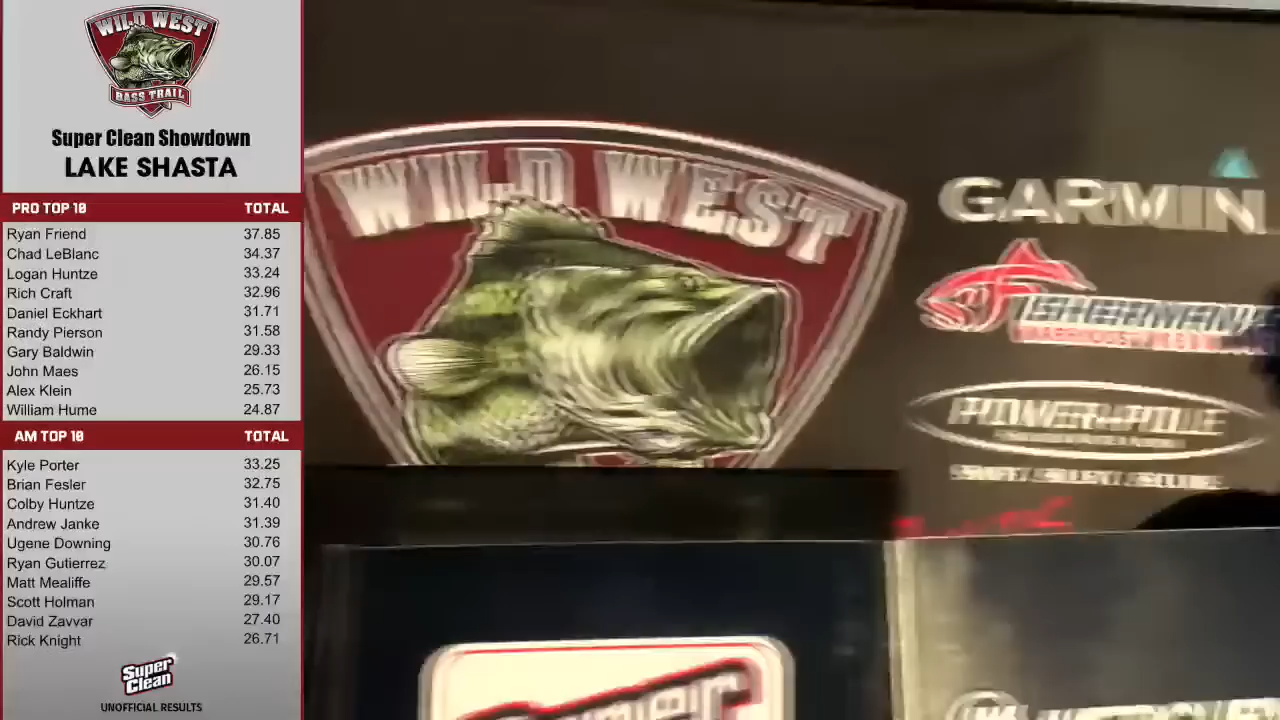 WILD WEST
BASS TRAIL
Super Clean Showdown
LAKE SHASTA
PRO TOP 10 TOTAL
Ryan Friend 37.85
Chad LeBlanc 34.37
Logan Huntze 33.24
Rich Craft 32.96
Daniel Eckhart 31.71
Randy Pierson 31.58
Gary Baldwin 29.33
John Maes 26.15
Alex Klein 25.73
William Hume 24.87
AM TOP 10 TOTAL
Kyle Porter 33.25
Brian Fesler 32.75
Colby Huntze 31.40
Andrew Janke 31.39
Ugene Downing 30.76
Ryan Gutierrez 30.07
Matt Mealiffe 29.57
Scott Holman 29.17
David Zavvar 27.40
Rick Knight 26.71
Super
Clean
UNOFFICIAL RESULTS
WILD WEST
GARMIN
FISHERMAN'S
POWER-POLE